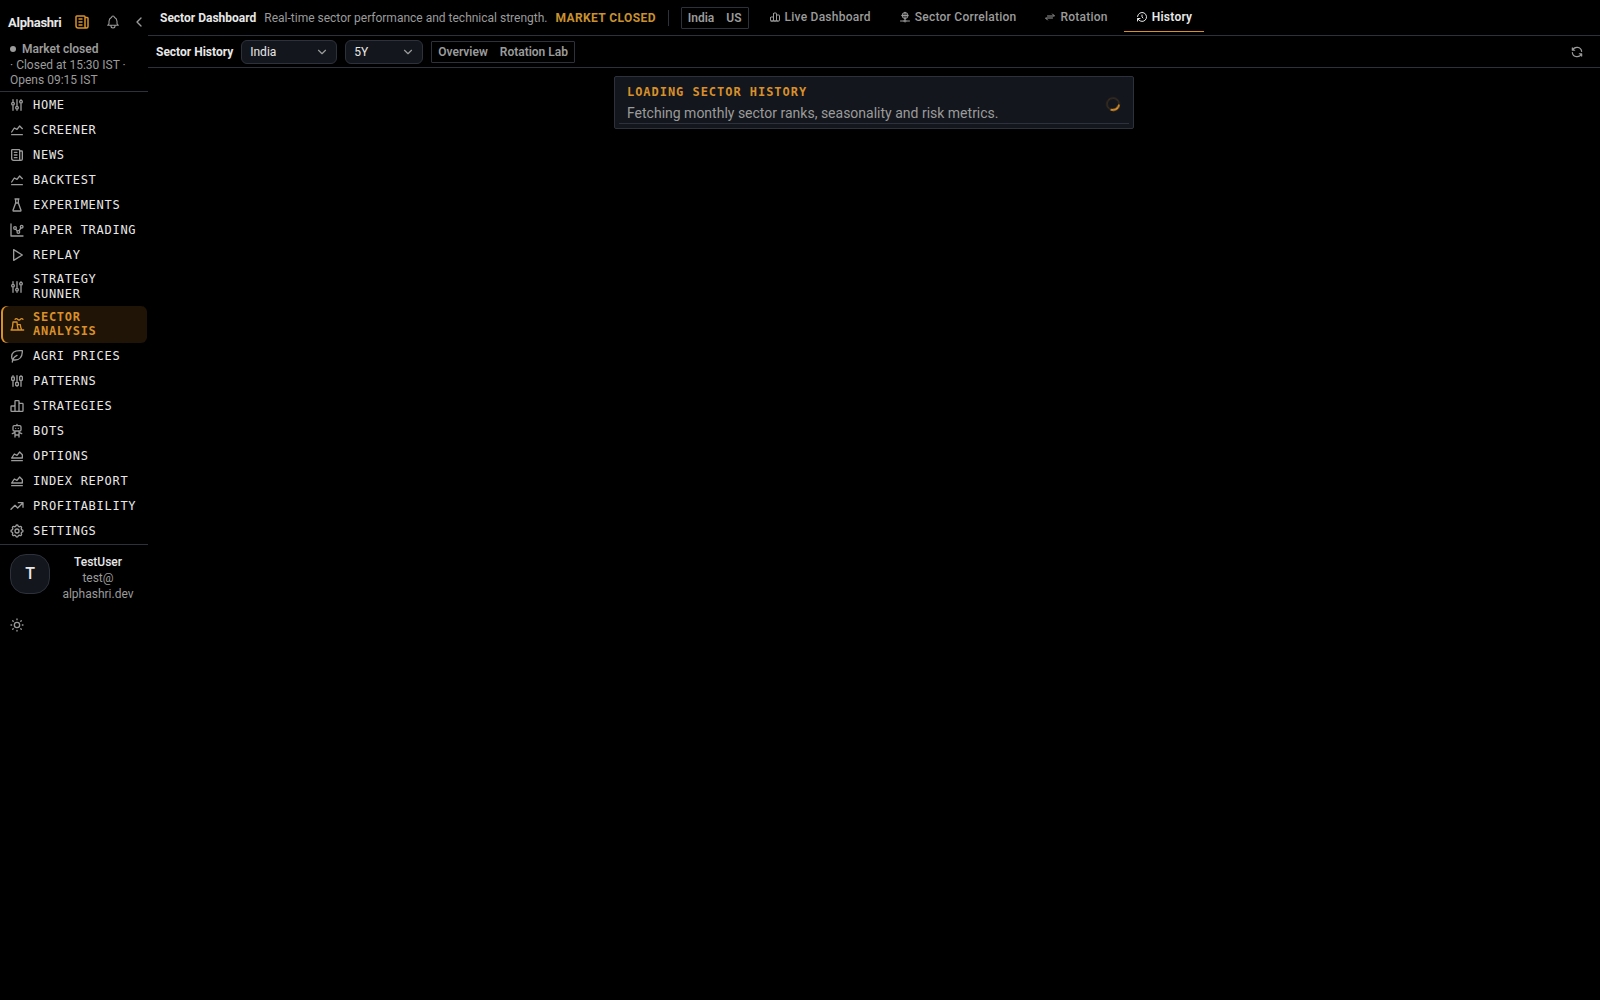 Alphashri
Market closed
· Closed at 15:30 IST ·
Opens 09:15 IST
HOME
SCREENER
NEWS
BACKTEST
EXPERIMENTS
PAPER TRADING
REPLAY
STRATEGY
RUNNER
SECTOR
ANALYSIS
AGRI PRICES
PATTERNS
STRATEGIES
BOTS
OPTIONS
INDEX REPORT
PROFITABILITY
SETTINGS
T
TestUser
test@
alphashri.dev
Sector Dashboard Real-time sector performance and technical strength. MARKET CLOSED India US Live Dashboard Sector Correlation Rotation History
Sector History India 5Y Overview Rotation Lab
LOADING SECTOR HISTORY
Fetching monthly sector ranks, seasonality and risk metrics.